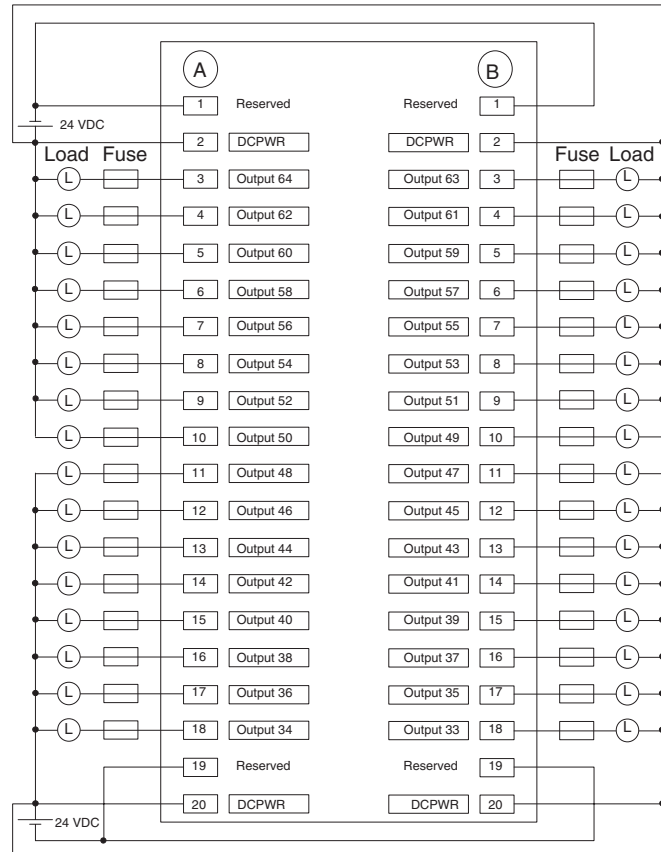 A B
1 Reserved Reserved 1
24 VDC
2 DCPWR DCPWR 2
Load Fuse Fuse Load
L 3 Output 64 Output 63 3 L
L 4 Output 62 Output 61 4 L
L 5 Output 60 Output 59 5 L
L 6 Output 58 Output 57 6 L
L 7 Output 56 Output 55 7 L
L 8 Output 54 Output 53 8 L
L 9 Output 52 Output 51 9 L
L 10 Output 50 Output 49 10 L
L 11 Output 48 Output 47 11 L
L 12 Output 46 Output 45 12 L
L 13 Output 44 Output 43 13 L
L 14 Output 42 Output 41 14 L
L 15 Output 40 Output 39 15 L
L 16 Output 38 Output 37 16 L
L 17 Output 36 Output 35 17 L
L 18 Output 34 Output 33 18 L
19 Reserved Reserved 19
20 DCPWR DCPWR 20
24 VDC